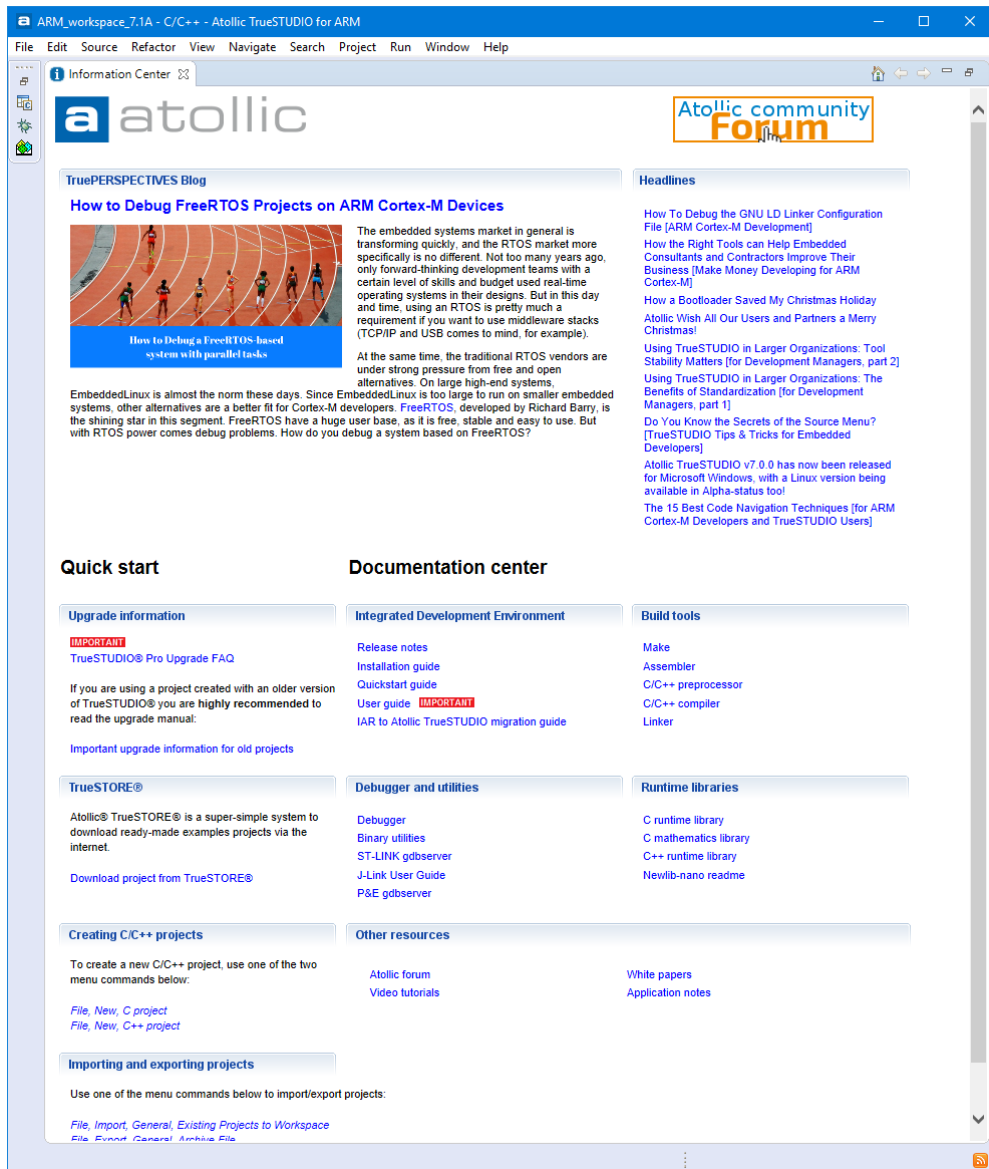 ARM_workspace_7.1A - C/C++ - Atollic TrueSTUDIO for ARM
File Edit Source Refactor View Navigate Search Project Run Window Help
Information Center
a atollic
Atollic community
Forum
TruePERSPECTIVES Blog
How to Debug FreeRTOS Projects on ARM Cortex-M Devices
How to Debug a FreeRTOS-based
system with parallel tasks
The embedded systems market in general is
transforming quickly, and the RTOS market more
specifically is no different. Not too many years ago,
only forward-thinking development teams with a
certain level of skills and budget used real-time
operating systems in their designs. But in this day
and time, using an RTOS is pretty much a
requirement if you want to use middleware stacks
(TCP/IP and USB comes to mind, for example).
At the same time, the traditional RTOS vendors are
under strong pressure from free and open
alternatives. On large high-end systems,
EmbeddedLinux is almost the norm these days. Since EmbeddedLinux is too large to run on smaller embedded
systems, other alternatives are a better fit for Cortex-M developers. FreeRTOS, developed by Richard Barry, is
the shining star in this segment. FreeRTOS have a huge user base, as it is free, stable and easy to use. But
with RTOS power comes debug problems. How do you debug a system based on FreeRTOS?
Headlines
How To Debug the GNU LD Linker Configuration
File [ARM Cortex-M Development]
How the Right Tools can Help Embedded
Consultants and Contractors Improve Their
Business [Make Money Developing for ARM
Cortex-M]
How a Bootloader Saved My Christmas Holiday
Atollic Wish All Our Users and Partners a Merry
Christmas!
Using TrueSTUDIO in Larger Organizations: Tool
Stability Matters [for Development Managers, part 2]
Using TrueSTUDIO in Larger Organizations: The
Benefits of Standardization [for Development
Managers, part 1]
Do You Know the Secrets of the Source Menu?
[TrueSTUDIO Tips & Tricks for Embedded
Developers]
Atollic TrueSTUDIO v7.0.0 has now been released
for Microsoft Windows, with a Linux version being
available in Alpha-status too!
The 15 Best Code Navigation Techniques [for ARM
Cortex-M Developers and TrueSTUDIO Users]
Quick start
Documentation center
Upgrade information
IMPORTANT
TrueSTUDIO® Pro Upgrade FAQ
If you are using a project created with an older version
of TrueSTUDIO® you are highly recommended to
read the upgrade manual:
Important upgrade information for old projects
Integrated Development Environment
Release notes
Installation guide
Quickstart guide
User guide IMPORTANT
IAR to Atollic TrueSTUDIO migration guide
Build tools
Make
Assembler
C/C++ preprocessor
C/C++ compiler
Linker
TrueSTORE®
Atollic® TrueSTORE® is a super-simple system to
download ready-made examples projects via the
internet.
Download project from TrueSTORE®
Debugger and utilities
Debugger
Binary utilities
ST-LINK gdbserver
J-Link User Guide
P&E gdbserver
Runtime libraries
C runtime library
C mathematics library
C++ runtime library
Newlib-nano readme
Creating C/C++ projects
To create a new C/C++ project, use one of the two
menu commands below:
File, New, C project
File, New, C++ project
Other resources
Atollic forum
Video tutorials
White papers
Application notes
Importing and exporting projects
Use one of the menu commands below to import/export projects:
File, Import, General, Existing Projects to Workspace
File, Export, General, Archive File